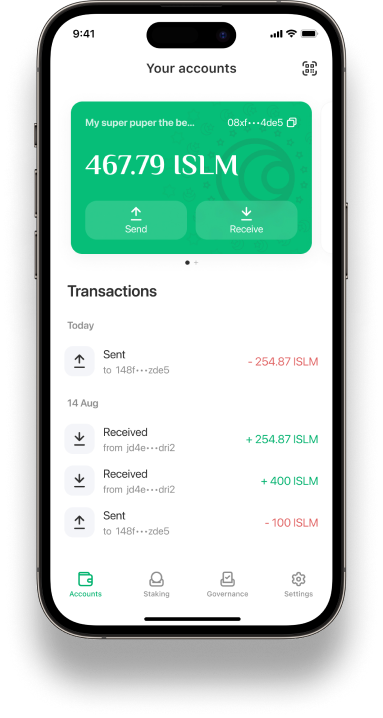 9:41
Your accounts
My super puper the be...
08xf•••4de5
467.79 ISLM
Send
Receive
Transactions
Today
Sent
to 148f•••zde5
- 254.87 ISLM
14 Aug
Received
from jd4e•••dri2
+ 254.87 ISLM
Received
from jd4e•••dri2
+ 400 ISLM
Sent
to 148f•••zde5
- 100 ISLM
Accounts
Staking
Governance
Settings